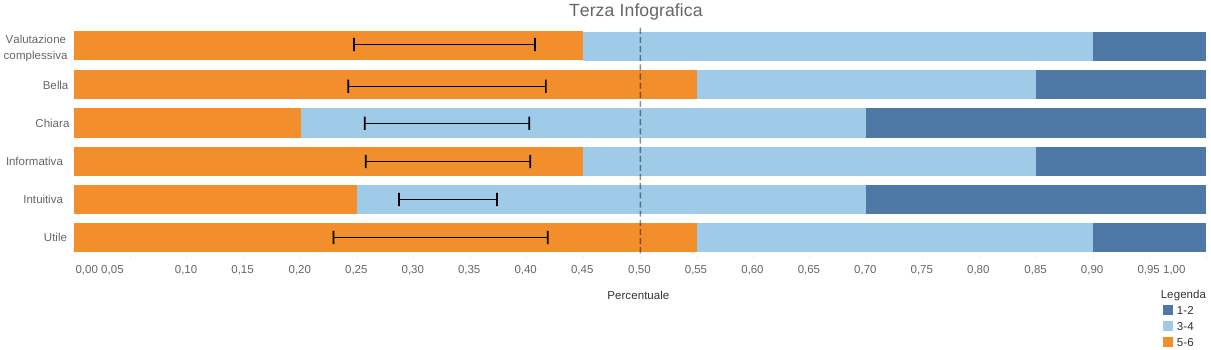 Terza Infografica
Valutazione
complessiva
Bella
Chiara
Informativa
Intuitiva
Utile
0,00 0,05 0,10 0,15 0,20 0,25 0,30 0,35 0,40 0,45 0,50 0,55 0,60 0,65 0,70 0,75 0,80 0,85 0,90 0,95 1,00
Percentuale
Legenda
1-2
3-4
5-6